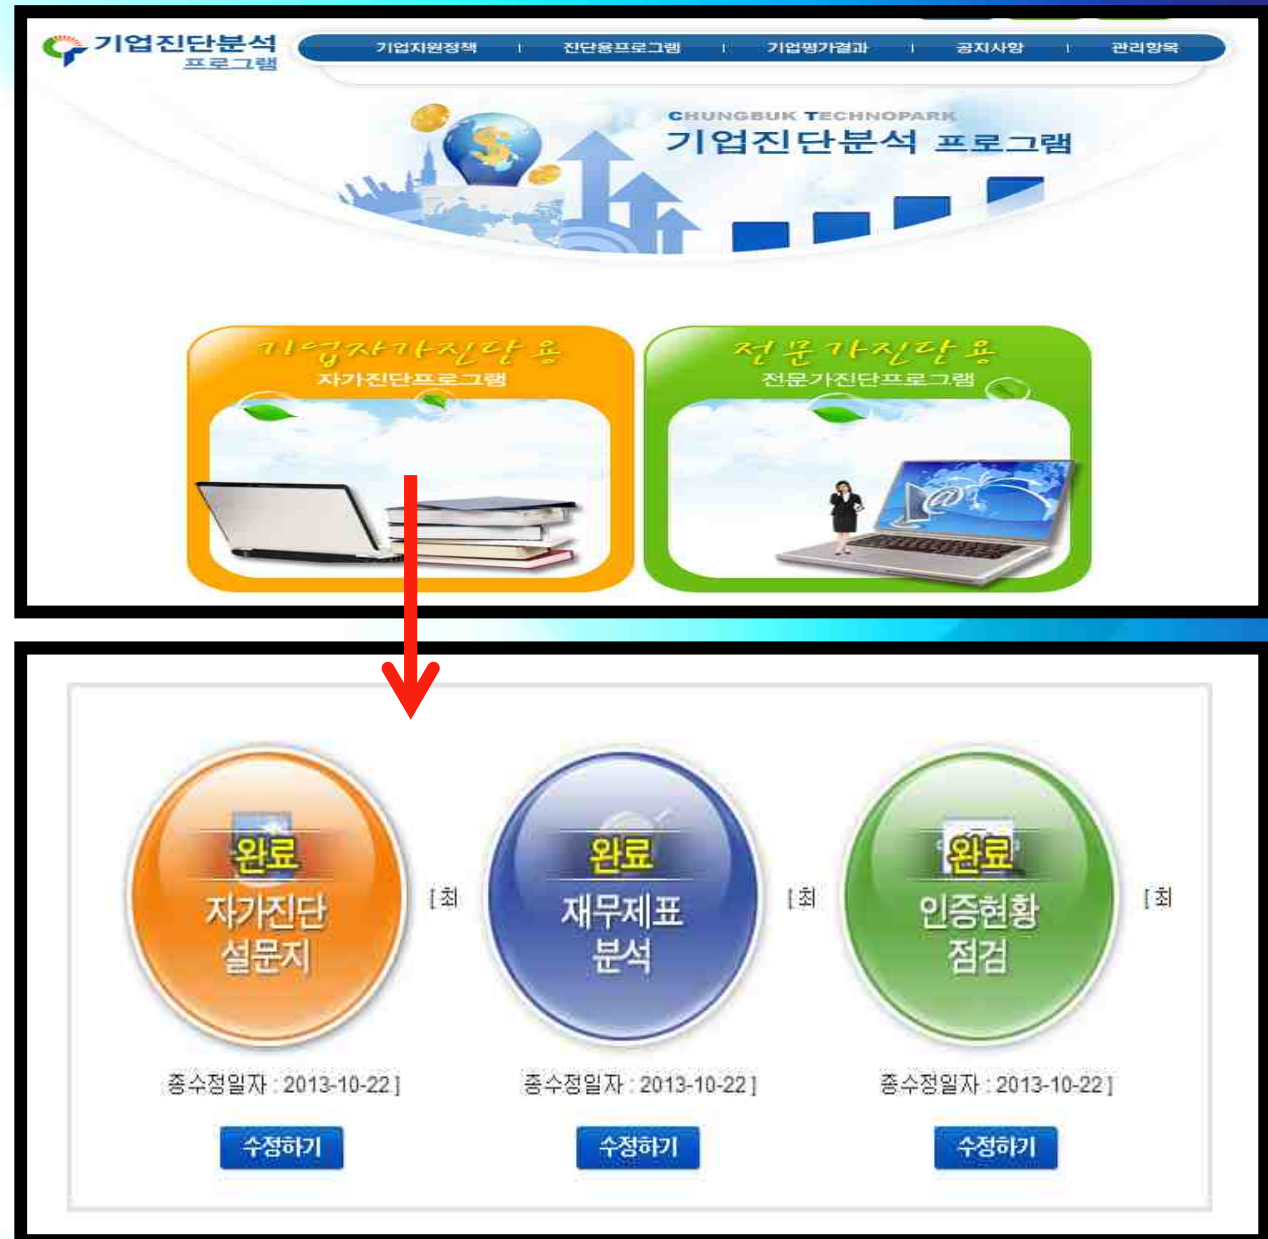 기업진단분석
프로그램
기업지원정책 | 진단용프로그램 | 기업평가결과 | 공지사항 | 관리항목
CHUNGBUK TECHNOPARK
기업진단분석 프로그램
기업자가진단용
자가진단프로그램
전문가진단용
전문가진단프로그램
완료
자가진단
설문지
[ 최
종수정일자 : 2013-10-22 ]
수정하기
완료
재무제표
분석
[ 최
종수정일자 : 2013-10-22 ]
수정하기
완료
인증현황
점검
[ 최
종수정일자 : 2013-10-22 ]
수정하기